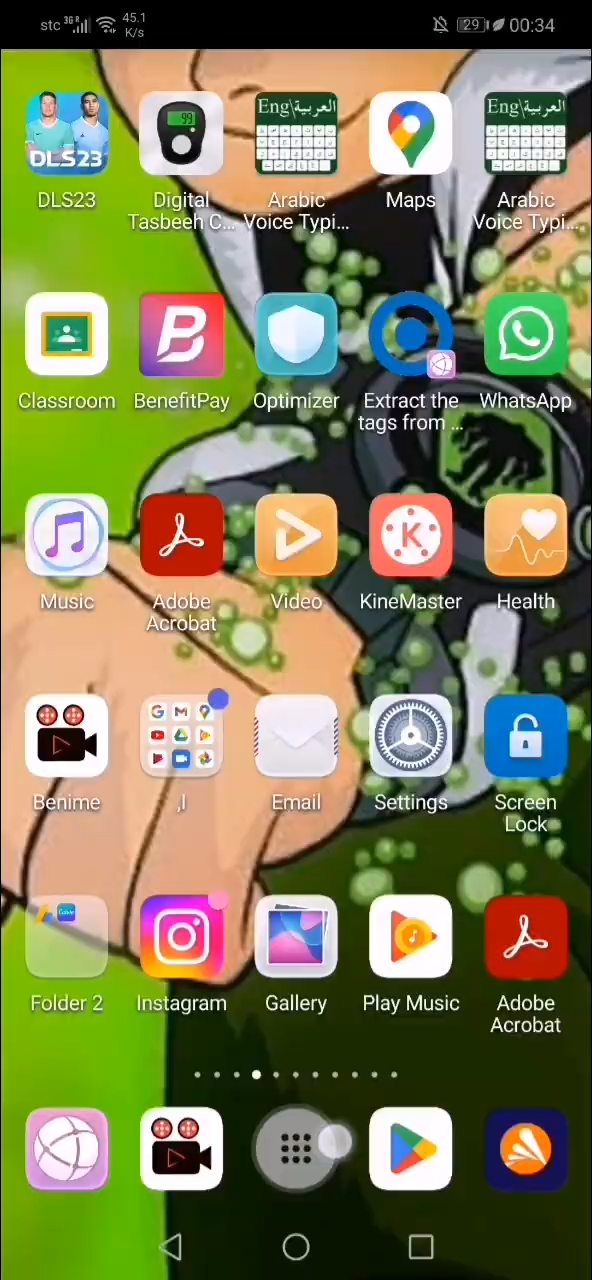 stc 3G R 45.1 K/s 29 00:34
Eng\العربية Eng\العربية
99
DLS23
DLS23 Digital Tasbeeh C... Arabic Voice Typi... Maps Arabic Voice Typi...
Classroom BenefitPay Optimizer Extract the tags from ... WhatsApp
K
Music Adobe Acrobat Video KineMaster Health
Benime ,I Email Settings Screen Lock
Folder 2 Instagram Gallery Play Music Adobe Acrobat